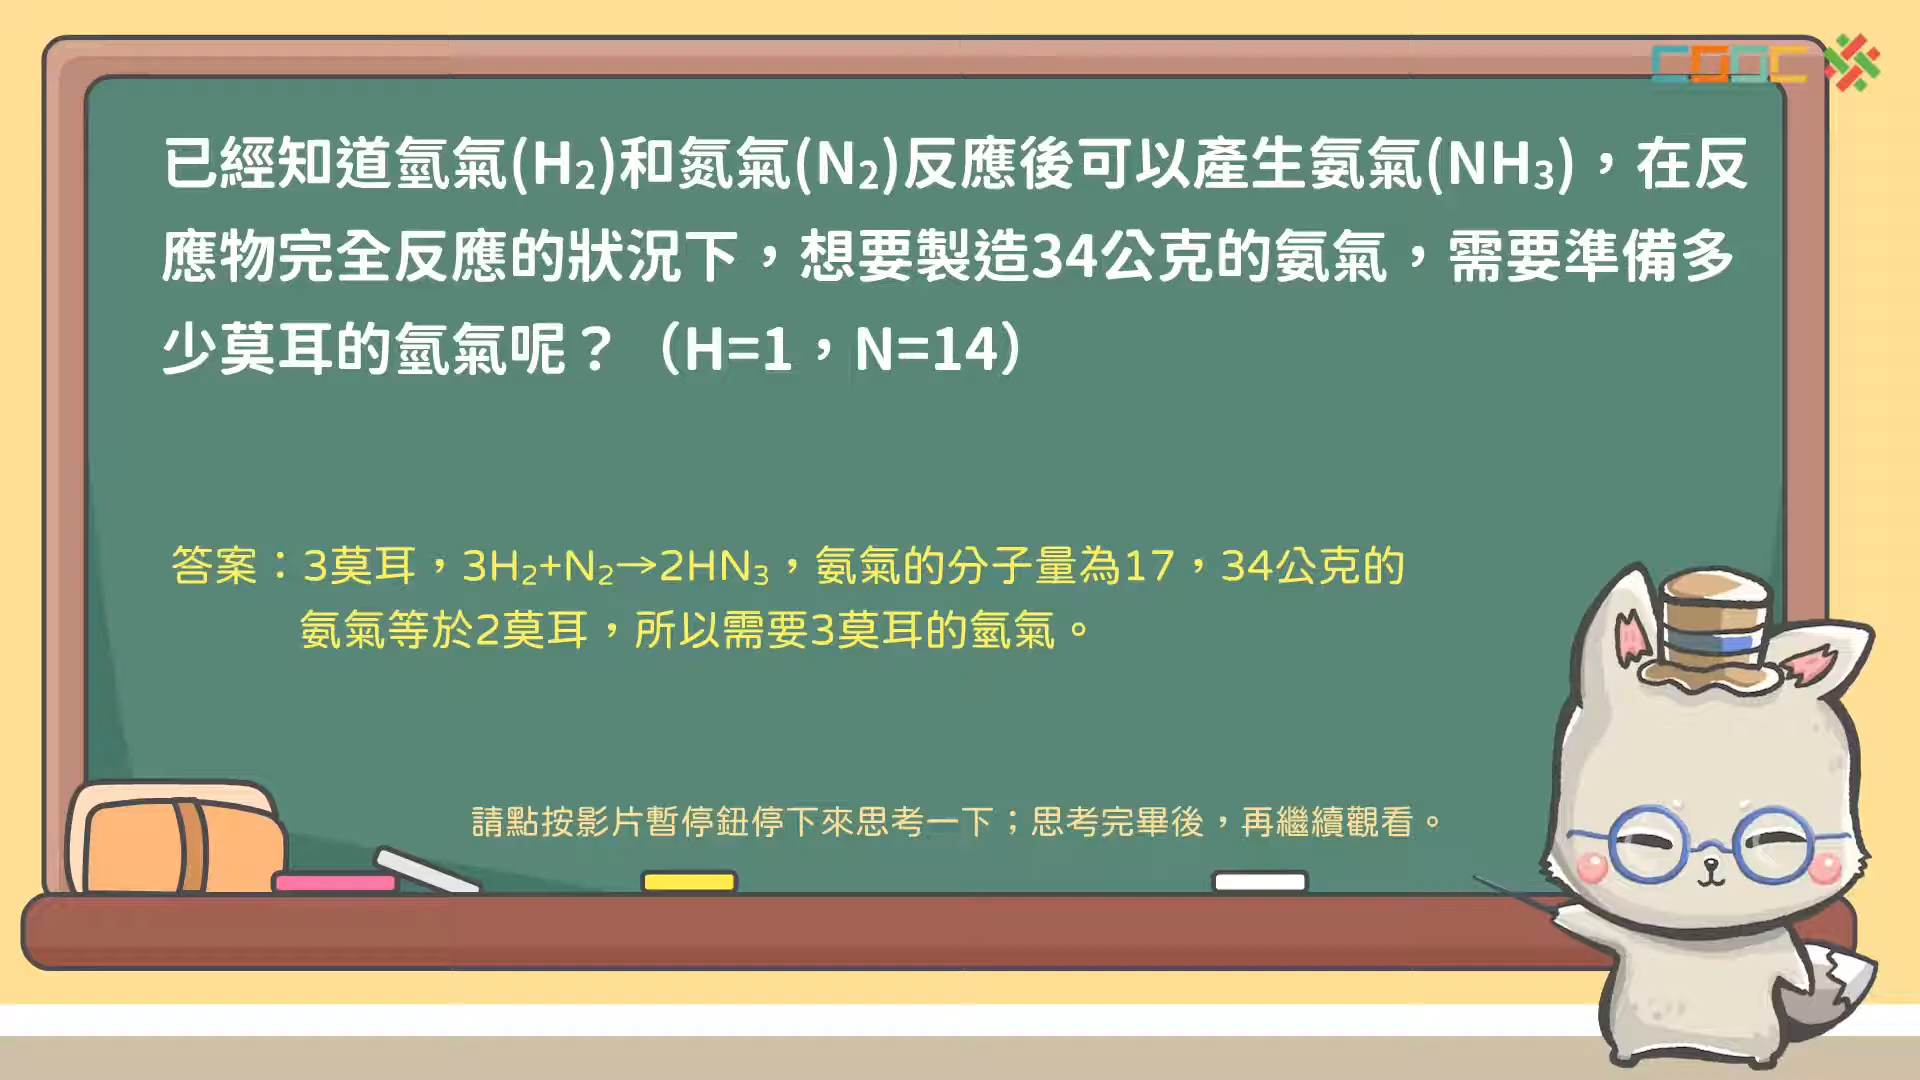 COOC
已經知道氫氣(H₂)和氮氣(N₂)反應後可以產生氨氣(NH₃)，在反
應物完全反應的狀況下，想要製造34公克的氨氣，需要準備多
少莫耳的氫氣呢？（H=1，N=14）
答案：3莫耳，3H₂+N₂→2HN₃，氨氣的分子量為17，34公克的
氨氣等於2莫耳，所以需要3莫耳的氫氣。
請點按影片暫停鈕停下來思考一下；思考完畢後，再繼續觀看。